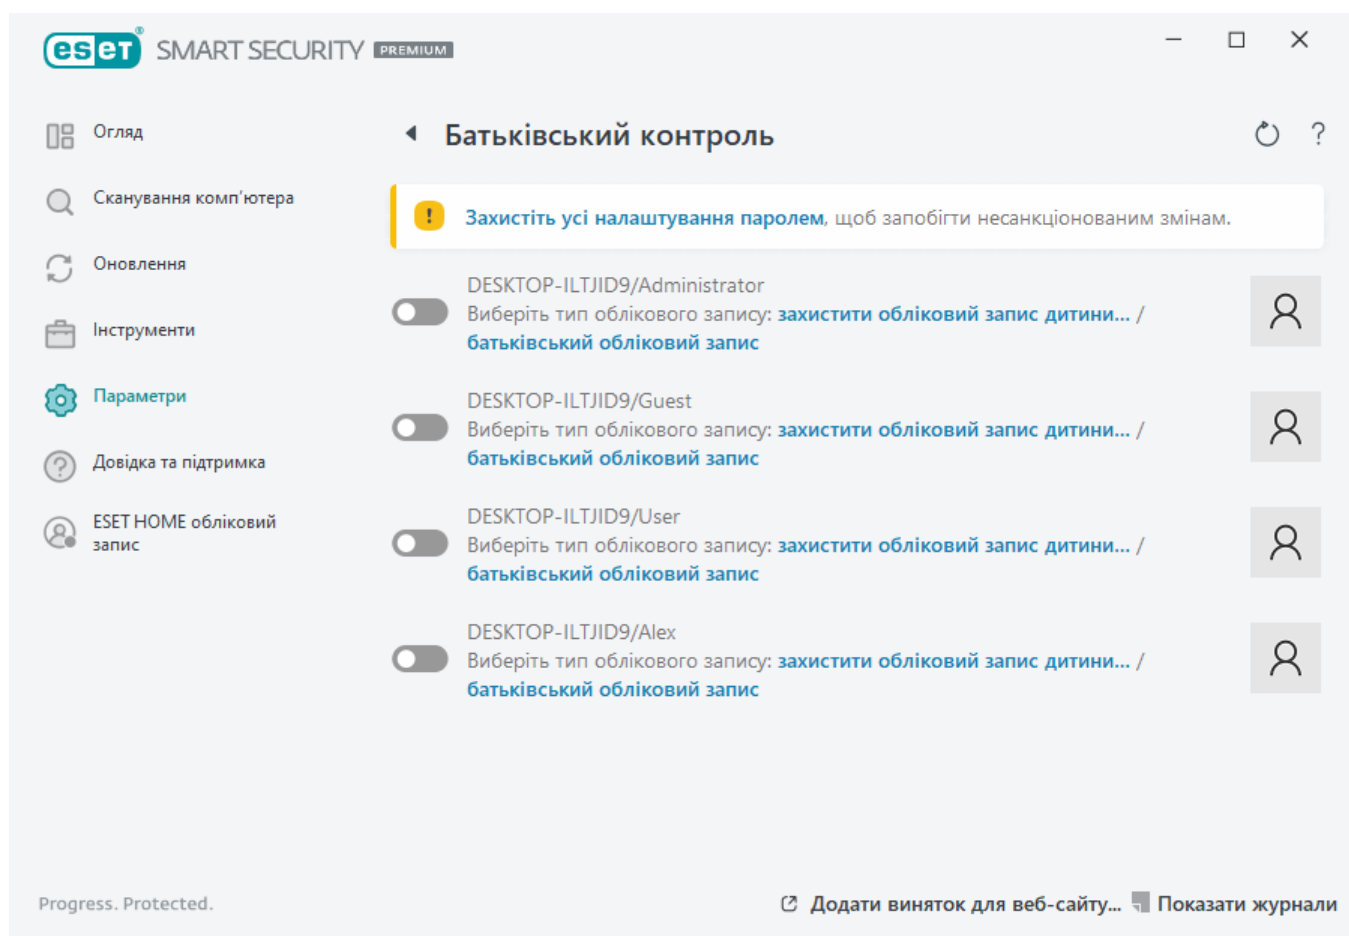 eset® SMART SECURITY PREMIUM
Огляд
Сканування комп'ютера
Оновлення
Інструменти
Параметри
Довідка та підтримка
ESET HOME обліковий
запис
Батьківський контроль
?
Захистіть усі налаштування паролем, щоб запобігти несанкціонованим змінам.
DESKTOP-ILTJID9/Administrator
Виберіть тип облікового запису: захистити обліковий запис дитини... /
батьківський обліковий запис
DESKTOP-ILTJID9/Guest
Виберіть тип облікового запису: захистити обліковий запис дитини... /
батьківський обліковий запис
DESKTOP-ILTJID9/User
Виберіть тип облікового запису: захистити обліковий запис дитини... /
батьківський обліковий запис
DESKTOP-ILTJID9/Alex
Виберіть тип облікового запису: захистити обліковий запис дитини... /
батьківський обліковий запис
Progress. Protected.
Додати виняток для веб-сайту... Показати журнали